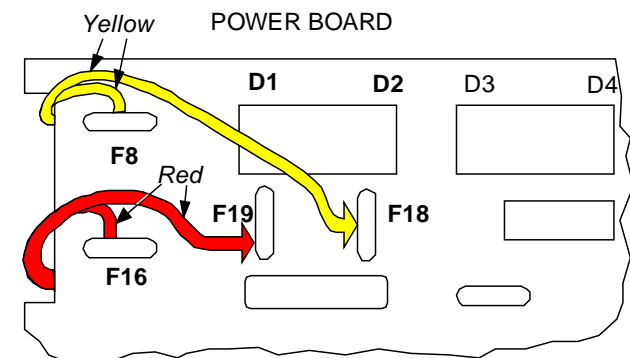 Yellow POWER BOARD
D1 D2 D3 D4
F8
Red
F19 F18
F16